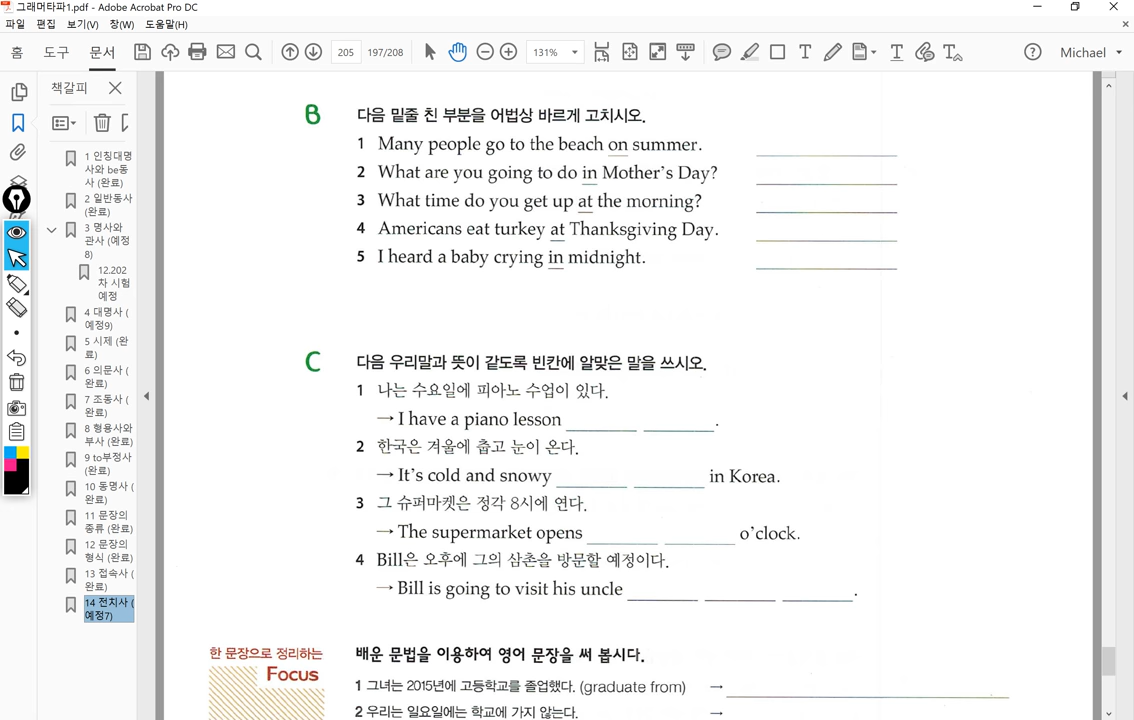 그래머타파1.pdf - Adobe Acrobat Pro DC
파일 편집 보기(V) 창(W) 도움말(H)
홈 도구 문서 205 197/208 131% Michael
책갈피
1 인칭대명
사와 be동
사 (완료)
2 일반동사
(완료)
3 명사와
관사 (예정
8)
12.202
차 시험
예정
4 대명사 (
예정9)
5 시제 (완
료)
6 의문사 (
완료)
7 조동사 (
완료)
8 형용사와
부사 (완료)
9 to부정사
(완료)
10 동명사 (
완료)
11 문장의
종류 (완료)
12 문장의
형식 (완료)
13 접속사 (
완료)
14 전치사 (
예정7)
B 다음 밑줄 친 부분을 어법상 바르게 고치시오.
1 Many people go to the beach on summer.
2 What are you going to do in Mother's Day?
3 What time do you get up at the morning?
4 Americans eat turkey at Thanksgiving Day.
5 I heard a baby crying in midnight.
C 다음 우리말과 뜻이 같도록 빈칸에 알맞은 말을 쓰시오.
1 나는 수요일에 피아노 수업이 있다.
→ I have a piano lesson ______ ______.
2 한국은 겨울에 춥고 눈이 온다.
→ It's cold and snowy ______ ______ in Korea.
3 그 슈퍼마켓은 정각 8시에 연다.
→ The supermarket opens ______ ______ o'clock.
4 Bill은 오후에 그의 삼촌을 방문할 예정이다.
→ Bill is going to visit his uncle ______ ______ ______.
한 문장으로 정리하는
Focus
배운 문법을 이용하여 영어 문장을 써 봅시다.
1 그녀는 2015년에 고등학교를 졸업했다. (graduate from) →
2 우리는 일요일에는 학교에 가지 않는다. →